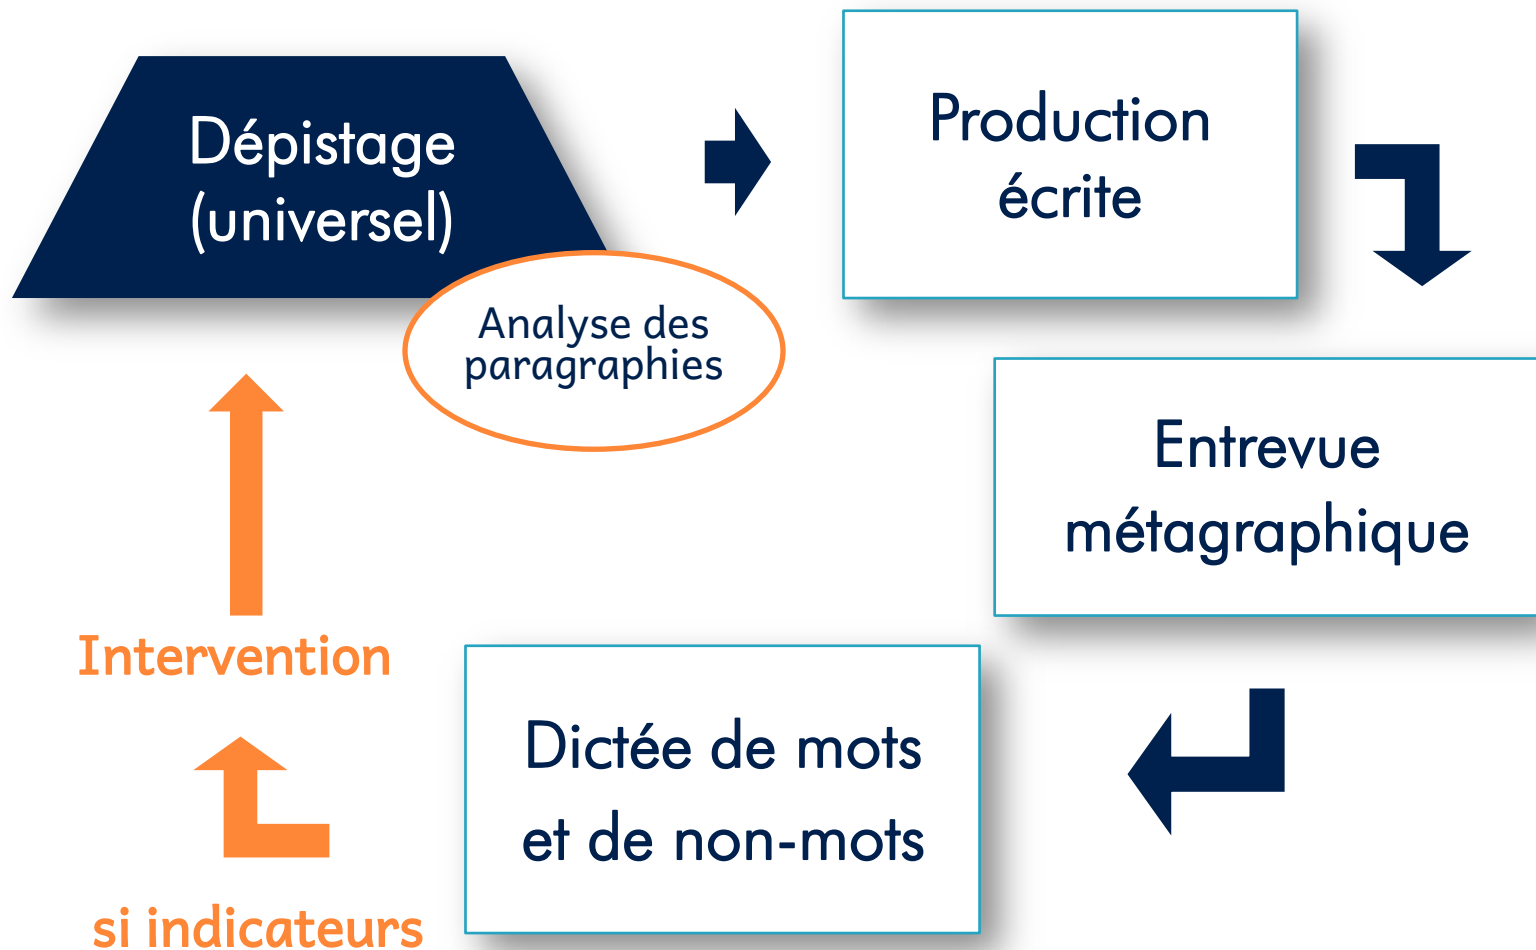 Dépistage
(universel)
Analyse des
paragraphies
Production
écrite
Entrevue
métagraphique
Dictée de mots
et de non-mots
si indicateurs
Intervention